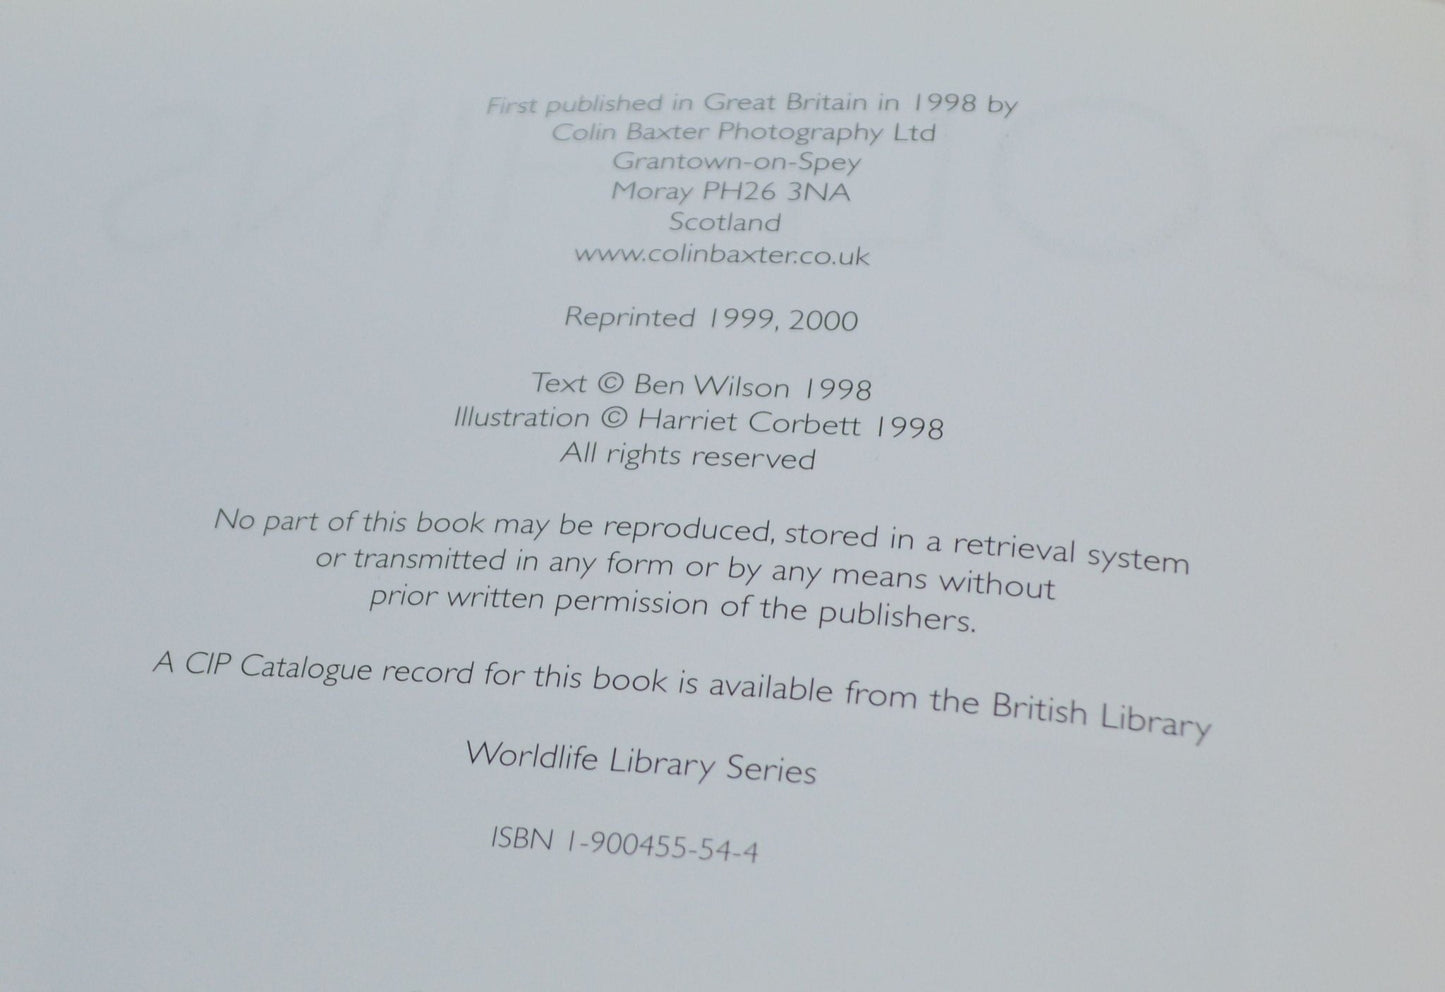 First published in Great Britain in 1998 by
Colin Baxter Photography Ltd
Grantown-on-Spey
Moray PH26 3NA
Scotland
www.colinbaxter.co.uk
Reprinted 1999, 2000
Text © Ben Wilson 1998
Illustration © Harriet Corbett 1998
All rights reserved
No part of this book may be reproduced, stored in a retrieval system
or transmitted in any form or by any means without
prior written permission of the publishers.
A CIP Catalogue record for this book is available from the British Library
Worldlife Library Series
ISBN 1-900455-54-4